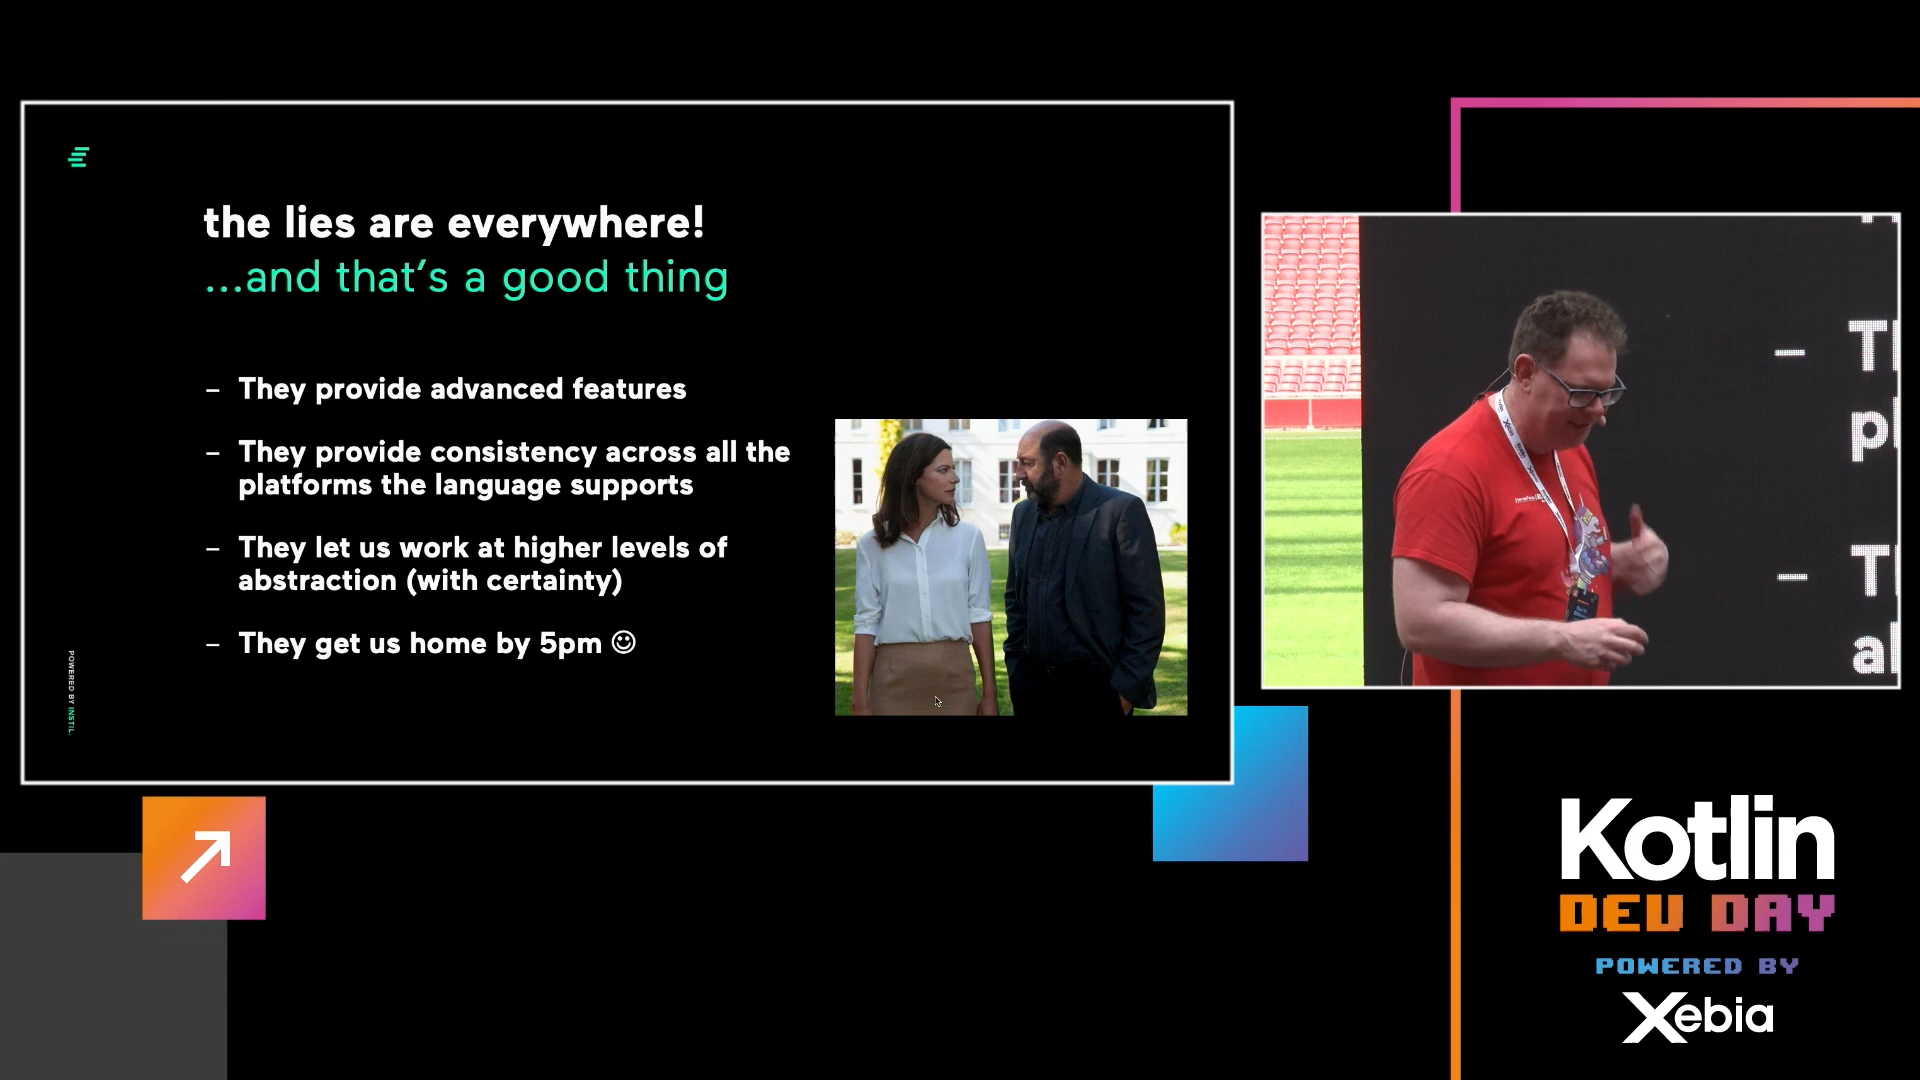 the lies are everywhere!
...and that's a good thing
– They provide advanced features
– They provide consistency across all the
platforms the language supports
– They let us work at higher levels of
abstraction (with certainty)
– They get us home by 5pm ☺
POWERED BY INSTIL.
Xebia
Kotlin
DEV DAY
POWERED BY
Xebia